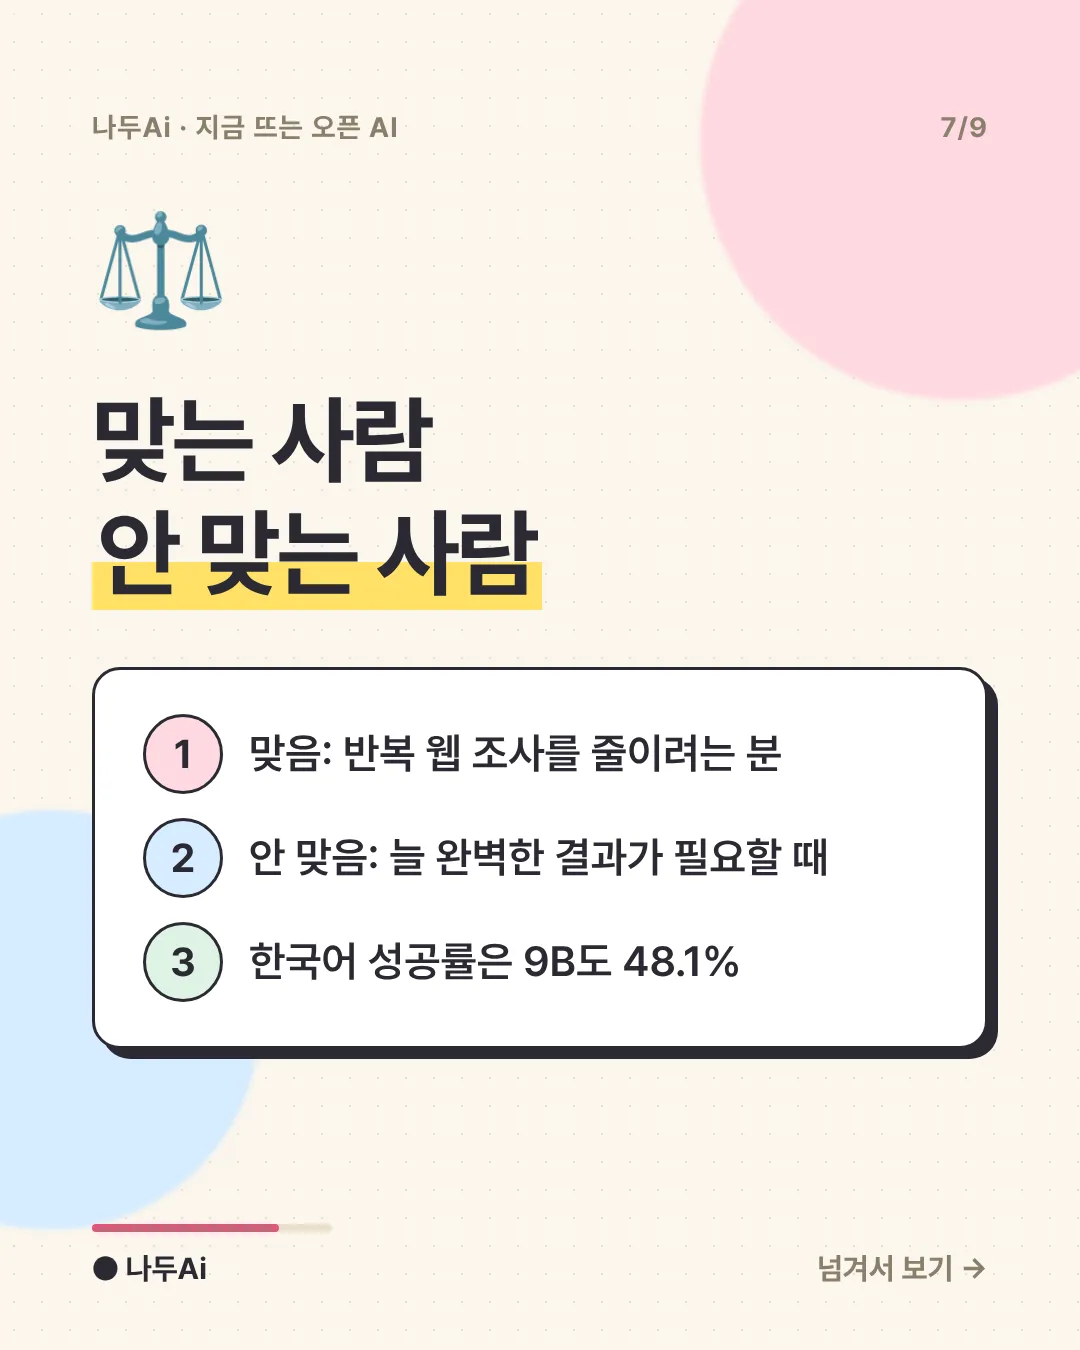 나두Ai · 지금 뜨는 오픈 AI
7/9
맞는 사람
안 맞는 사람
1 맞음: 반복 웹 조사를 줄이려는 분
2 안 맞음: 늘 완벽한 결과가 필요할 때
3 한국어 성공률은 9B도 48.1%
나두Ai
넘겨서 보기 →